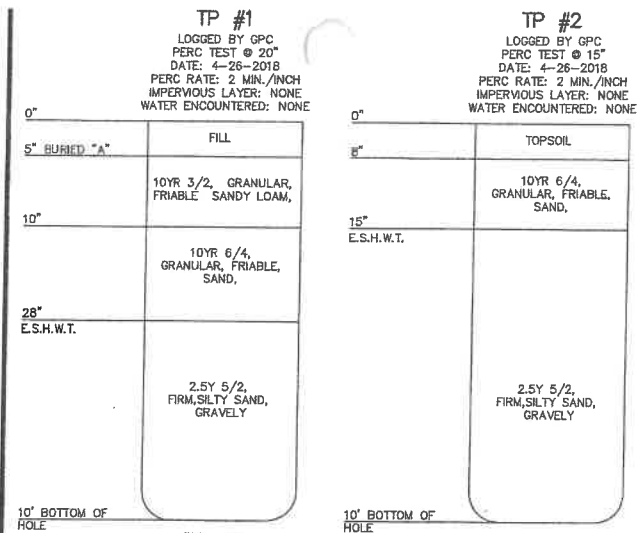 TP #1
LOGGED BY GPC
PERC TEST @ 20"
DATE: 4-26-2018
PERC RATE: 2 MIN./INCH
IMPERVIOUS LAYER: NONE
WATER ENCOUNTERED: NONE
0"
FILL
5" BURIED "A"
10YR 3/2, GRANULAR,
FRIABLE SANDY LOAM,
10"
10YR 6/4,
GRANULAR, FRIABLE,
SAND,
28"
E.S.H.W.T.
2.5Y 5/2,
FIRM,SILTY SAND,
GRAVELY
10' BOTTOM OF
HOLE
TP #2
LOGGED BY GPC
PERC TEST @ 15"
DATE: 4-26-2018
PERC RATE: 2 MIN./INCH
IMPERVIOUS LAYER: NONE
WATER ENCOUNTERED: NONE
0"
TOPSOIL
8"
10YR 6/4,
GRANULAR, FRIABLE,
SAND,
15"
E.S.H.W.T.
2.5Y 5/2,
FIRM,SILTY SAND,
GRAVELY
10' BOTTOM OF
HOLE